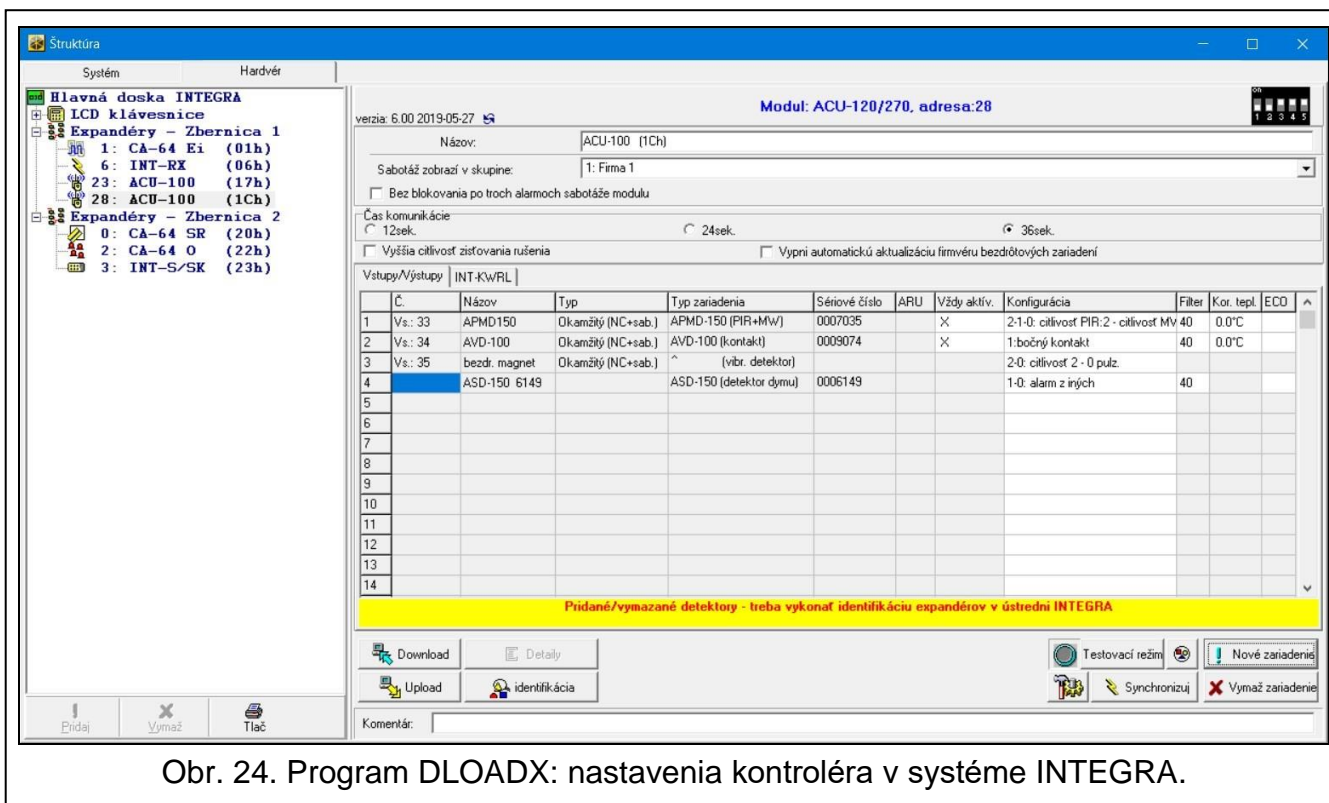 Štruktúra
Systém Hardvér
Hlavná doska INTEGRA
LCD klávesnice
Expandéry - Zbernica 1
1: CA-64 Ei (01h)
6: INT-RX (06h)
23: ACU-100 (17h)
28: ACU-100 (1Ch)
Expandéry - Zbernica 2
0: CA-64 SR (20h)
2: CA-64 O (22h)
3: INT-S/SK (23h)
Pridaj Vymaž Tlač
Modul: ACU-120/270, adresa:28
on
1 2 3 4 5
verzia: 6.00 2019-05-27
Názov: ACU-100 (1Ch)
Sabotáž zobrazí v skupine: 1: Firma 1
Bez blokovania po troch alarmoch sabotáže modulu
Čas komunikácie
12sek. 24sek. 36sek.
Vyššia citlivosť zisťovania rušenia Vypni automatickú aktualizáciu firmvéru bezdrôtových zariadení
Vstupy/Výstupy INT-KWRL
Č. Názov Typ Typ zariadenia Sériové číslo ARU Vždy aktív. Konfigurácia Filter Kor. tepl. ECO
1 Vs.: 33 APMD150 Okamžitý (NC+sab.) APMD-150 (PIR+MW) 0007035 X 2-1-0: citlivosť PIR:2 - citlivosť MV 40 0.0°C
2 Vs.: 34 AVD-100 Okamžitý (NC+sab.) AVD-100 (kontakt) 0009074 X 1:bočný kontakt 40 0.0°C
3 Vs.: 35 bezdr. magnet Okamžitý (NC+sab.) ^ (vibr. detektor) 2-0: citlivosť 2 - 0 pulz.
4 ASD-150 6149 ASD-150 (detektor dymu) 0006149 1-0: alarm z iných 40
5
6
7
8
9
10
11
12
13
14
Pridané/vymazané detektory - treba vykonať identifikáciu expandérov v ústredni INTEGRA
Download Detaily Testovací režim Nové zariadenie
Upload identifikácia Synchronizuj Vymaž zariadenie
Komentár:
Obr. 24. Program DLOADX: nastavenia kontroléra v systéme INTEGRA.